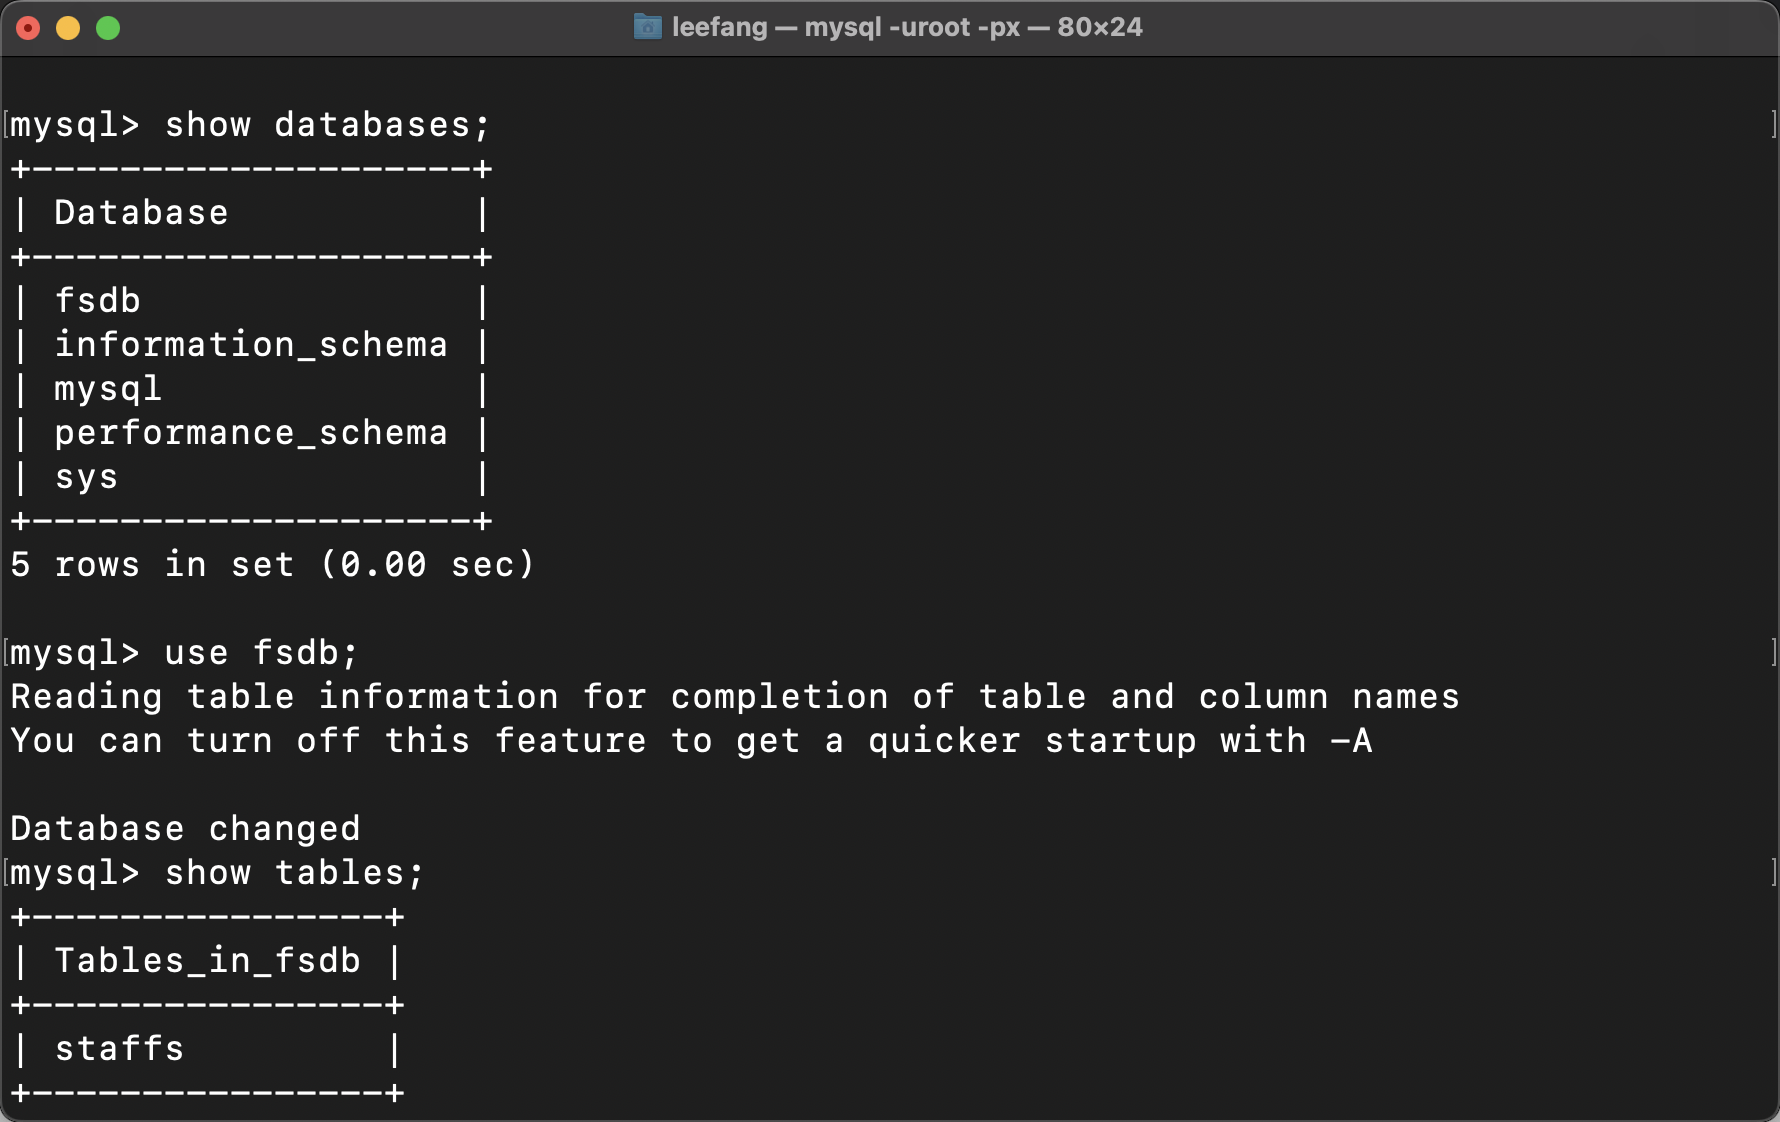 leefang — mysql -uroot -px — 80×24
mysql> show databases;
+--------------------+
| Database           |
+--------------------+
| fsdb               |
| information_schema |
| mysql              |
| performance_schema |
| sys                |
+--------------------+
5 rows in set (0.00 sec)

mysql> use fsdb;
Reading table information for completion of table and column names
You can turn off this feature to get a quicker startup with -A

Database changed
mysql> show tables;
+----------------+
| Tables_in_fsdb |
+----------------+
| staffs         |
+----------------+